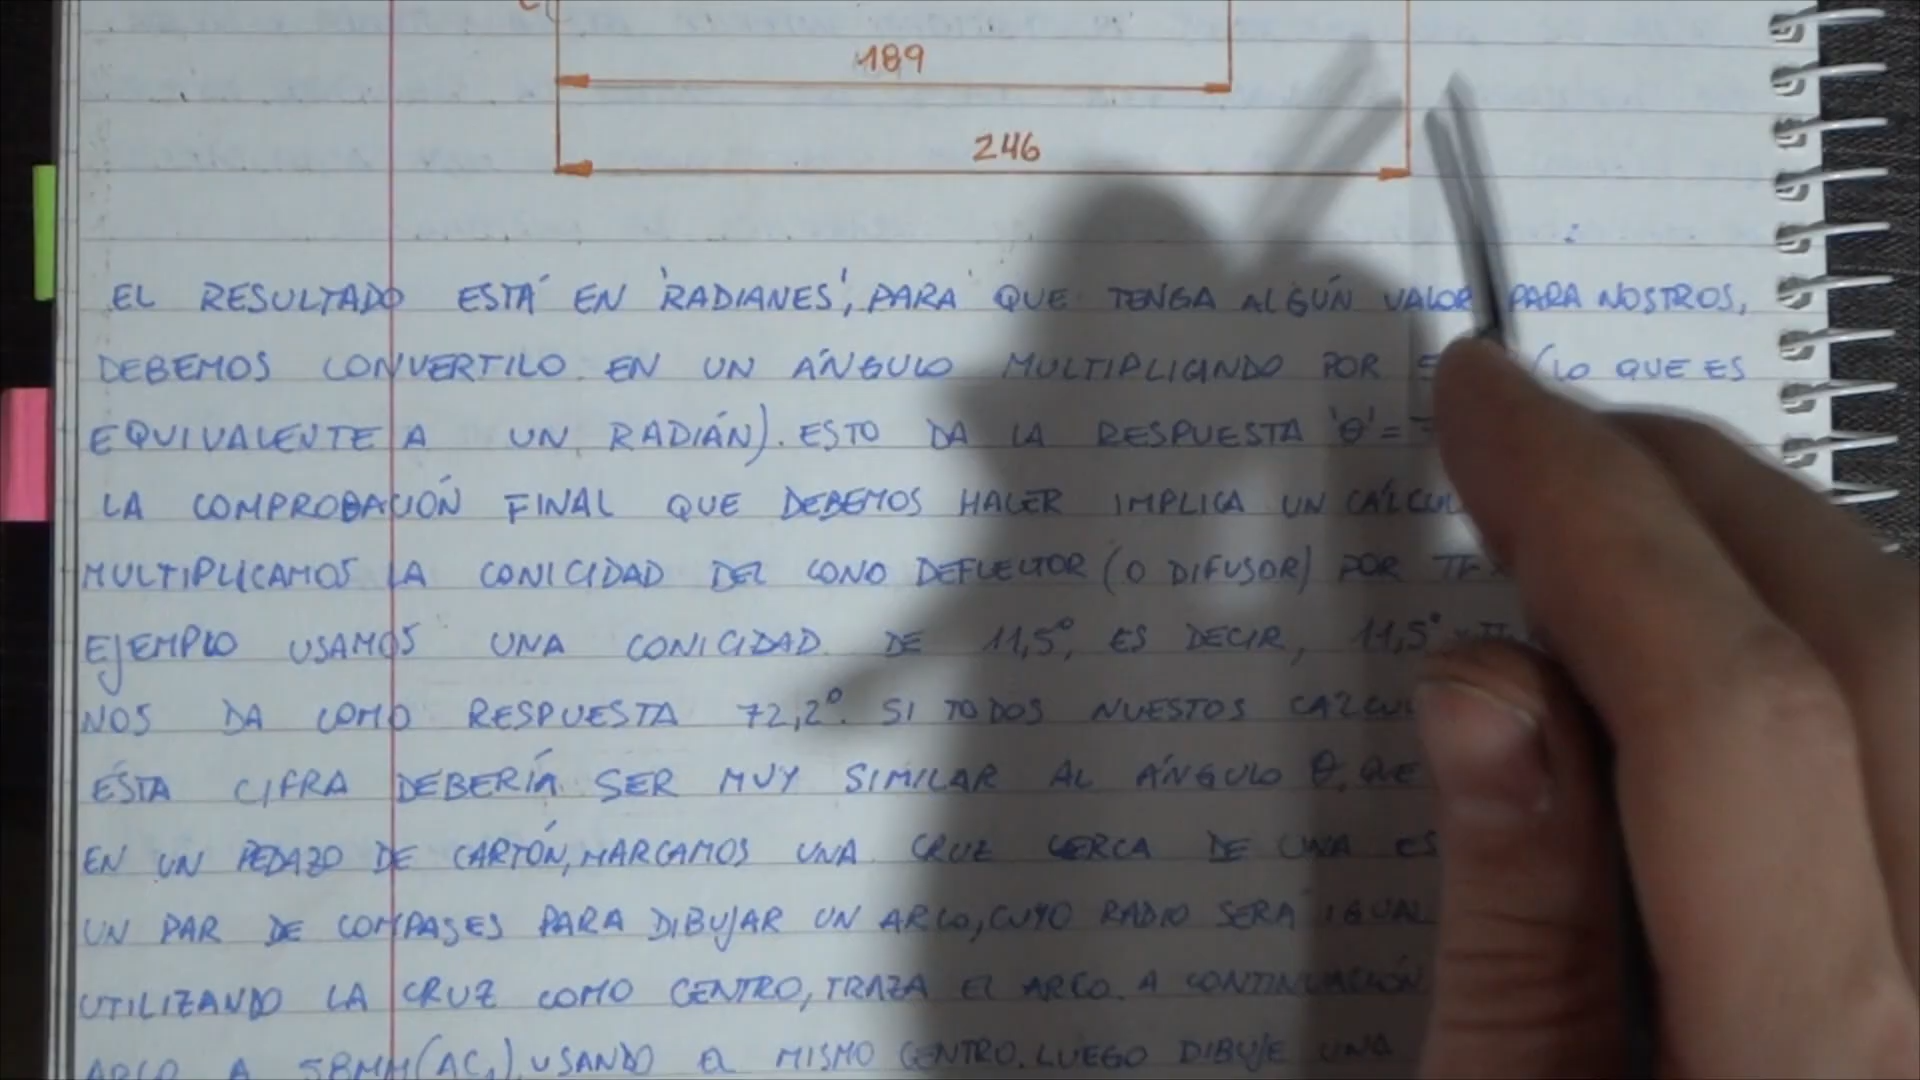 189
246
EL RESULTADO ESTÁ EN 'RADIANES', PARA QUE TENGA ALGÚN VALOR PARA NOSTROS,
DEBEMOS CONVERTILO EN UN ÁNGULO MULTIPLICANDO POR (LO QUE ES
EQUIVALENTE A UN RADIÁN). ESTO DA LA RESPUESTA 'θ' =
LA COMPROBACIÓN FINAL QUE DEBEMOS HACER IMPLICA UN
MULTIPLICAMOS LA CONICIDAD DEL CONO DEFLECTOR (O DIFUSOR) POR π
EJEMPLO USAMOS UNA CONICIDAD DE 11,5°, ES DECIR, 11,5°
NOS DA COMO RESPUESTA 72,2°. SI TODOS NUESTOS
ÉSTA CIFRA DEBERÍA SER MUY SIMILAR AL ÁNGULO θ, QUE
EN UN PEDAZO DE CARTÓN, MARCAMOS UNA CRUZ CERCA DE UNA
UN PAR DE COMPASES PARA DIBUJAR UN ARCO, CUYO RADIO SERÁ IGUAL
UTILIZANDO LA CRUZ COMO CENTRO, TRAZA EL ARCO. A CONTINUACIÓN
ARCO A 58MM (AC1), USANDO EL MISMO CENTRO. LUEGO DIBUJE UNA